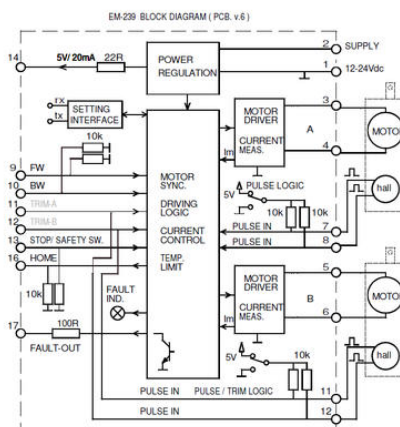 EM-239 BLOCK DIAGRAM ( PCB. v.6 )
14
5V/ 20mA
22R
POWER
REGULATION
2
SUPPLY
1
12-24Vdc
rx
tx
SETTING
INTERFACE
10k
9
FW
10
BW
11
TRIM-A
12
TRIM-B
13
STOP/ SAFETY SW.
16
HOME
10k
17
100R
FAULT-OUT
FAULT
IND.
MOTOR
SYNC.
DRIVING
LOGIC
CURRENT
CONTROL
TEMP.
LIMIT
MOTOR
DRIVER
CURRENT
MEAS.
A
Im
3
4
MOTO
hall
5V
PULSE LOGIC
10k
10k
PULSE IN
7
PULSE IN
8
MOTOR
DRIVER
CURRENT
MEAS.
B
Im
5
6
MOTO
hall
5V
10k
PULSE IN
PULSE / TRIM LOGIC
11
PULSE IN
12